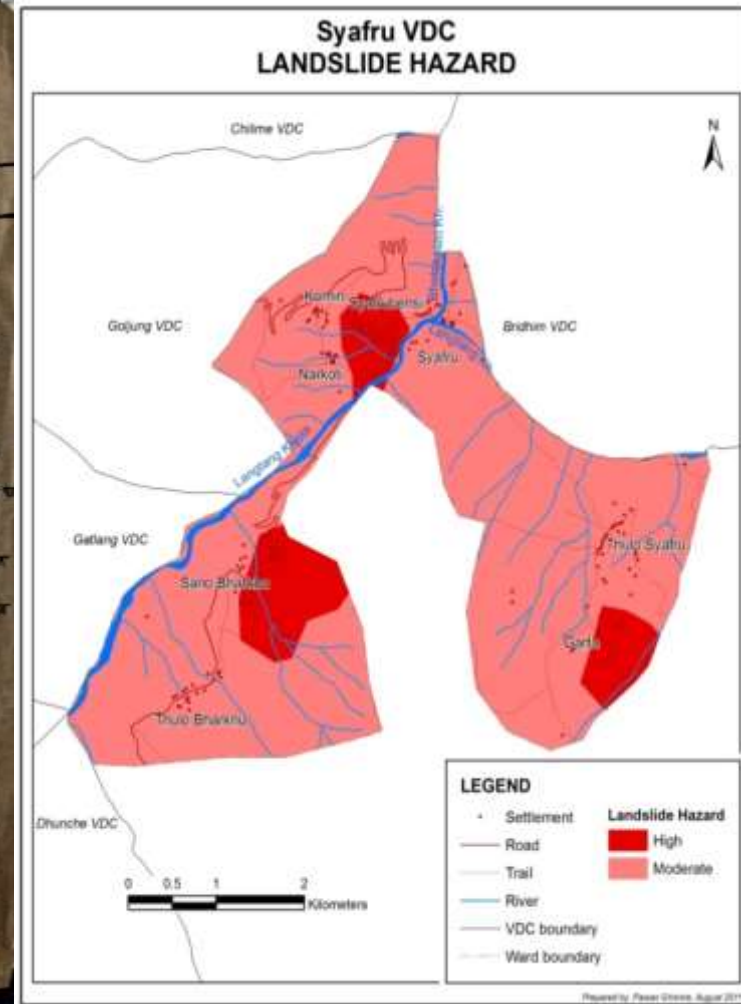 Syafru VDC
LANDSLIDE HAZARD
Chilime VDC
N
Goljung VDC
Bridhim VDC
Syafru
Langtang
Gatlang VDC
Thulo Syafru
Thulo Bharkhu
Dhunche VDC
0 0.5 1 2
Kilometers
LEGEND
Settlement
Road
Trail
River
VDC boundary
Ward boundary
Landslide Hazard
High
Moderate